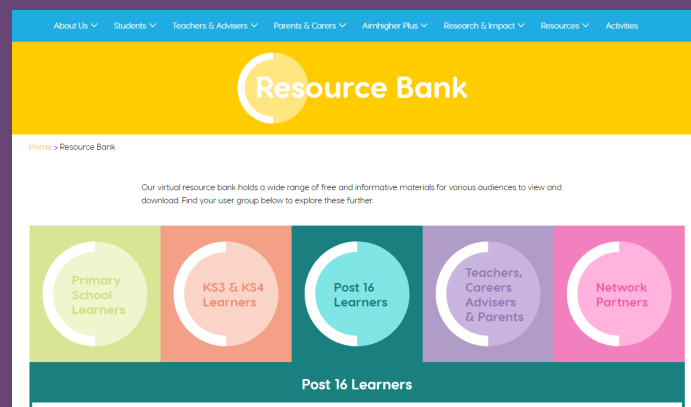 About Us Students Teachers & Advisers Parents & Carers Aimhigher Plus Research & Impact Resources Activities
Resource Bank
Home > Resource Bank
Our virtual resource bank holds a wide range of free and informative materials for various audiences to view and
download. Find your user group below to explore these further.
Primary
School
Learners
KS3 & KS4
Learners
Post 16
Learners
Teachers,
Careers
Advisers
& Parents
Network
Partners
Post 16 Learners